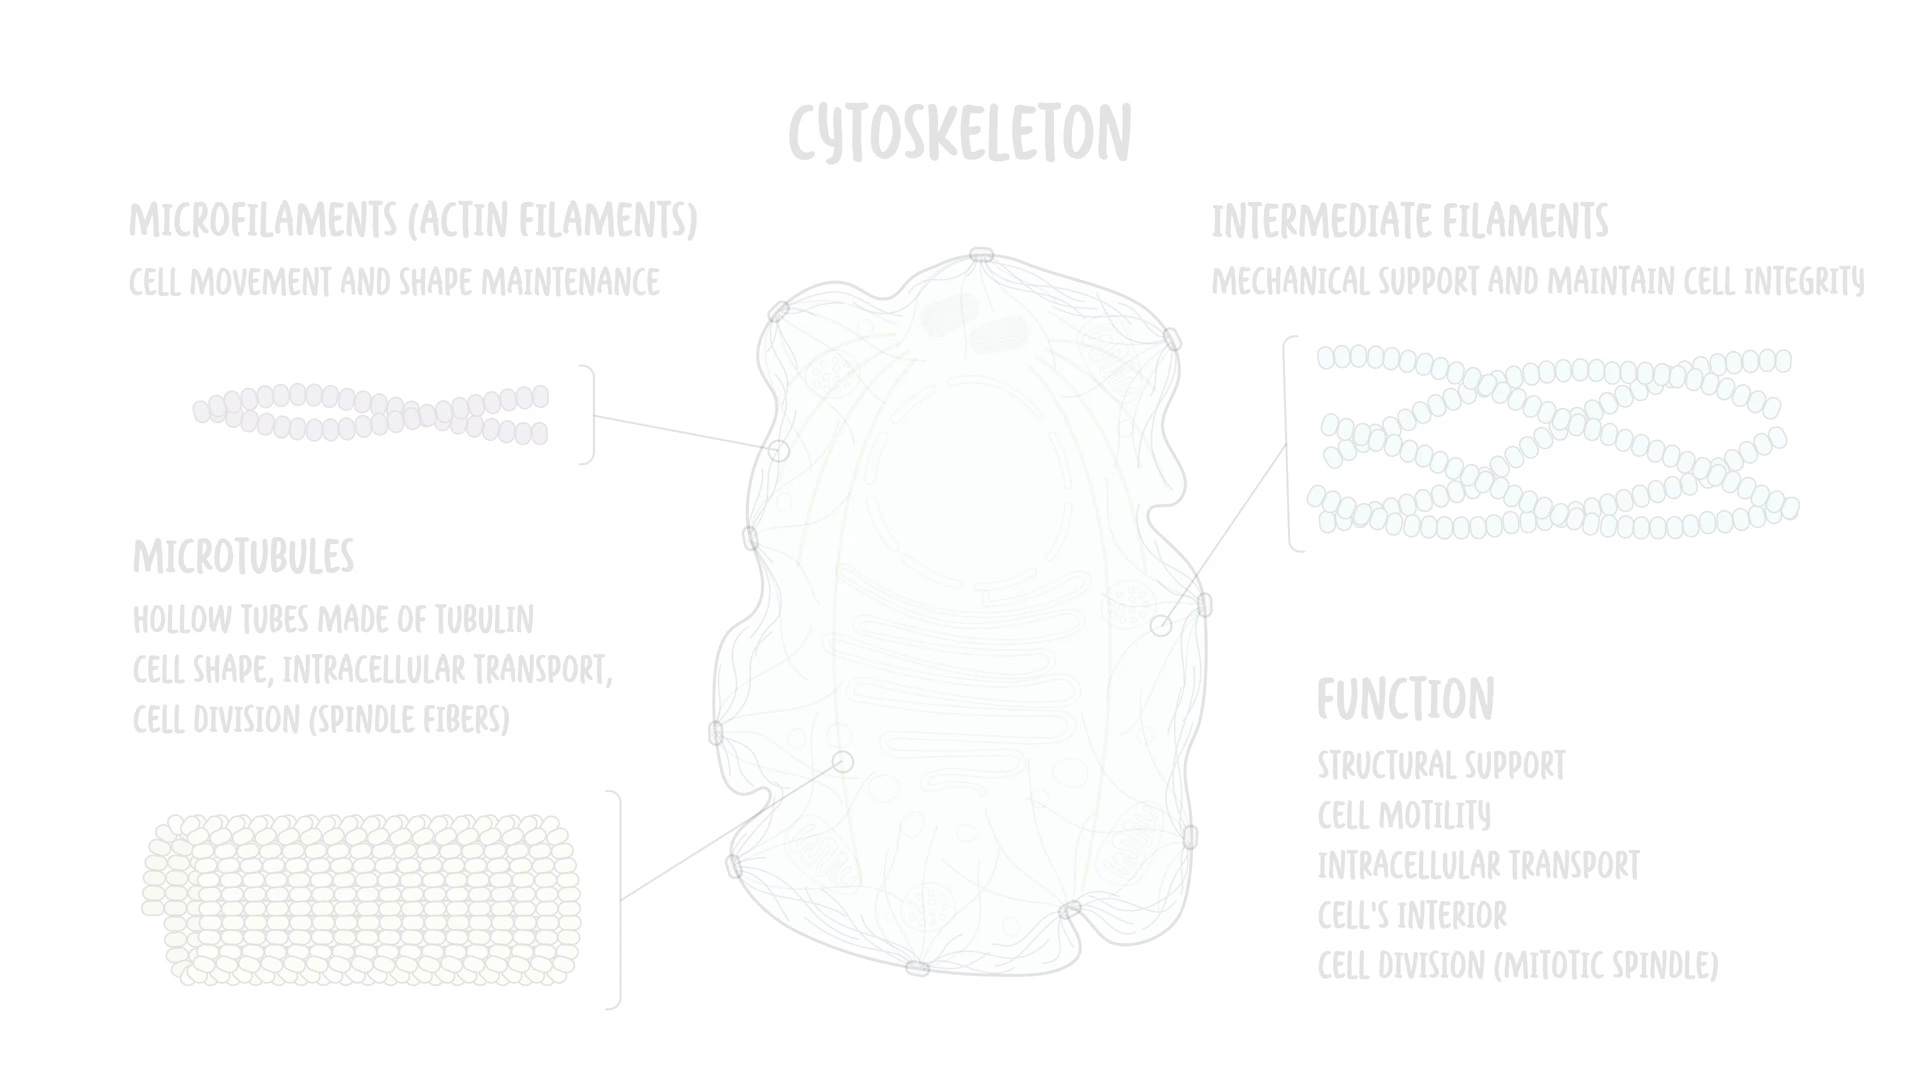 CYTOSKELETON
MICROFILAMENTS (ACTIN FILAMENTS)
CELL MOVEMENT AND SHAPE MAINTENANCE
MICROTUBULES
HOLLOW TUBES MADE OF TUBULIN
CELL SHAPE, INTRACELLULAR TRANSPORT,
CELL DIVISION (SPINDLE FIBERS)
INTERMEDIATE FILAMENTS
MECHANICAL SUPPORT AND MAINTAIN CELL INTEGRITY
FUNCTION
STRUCTURAL SUPPORT
CELL MOTILITY
INTRACELLULAR TRANSPORT
CELL'S INTERIOR
CELL DIVISION (MITOTIC SPINDLE)